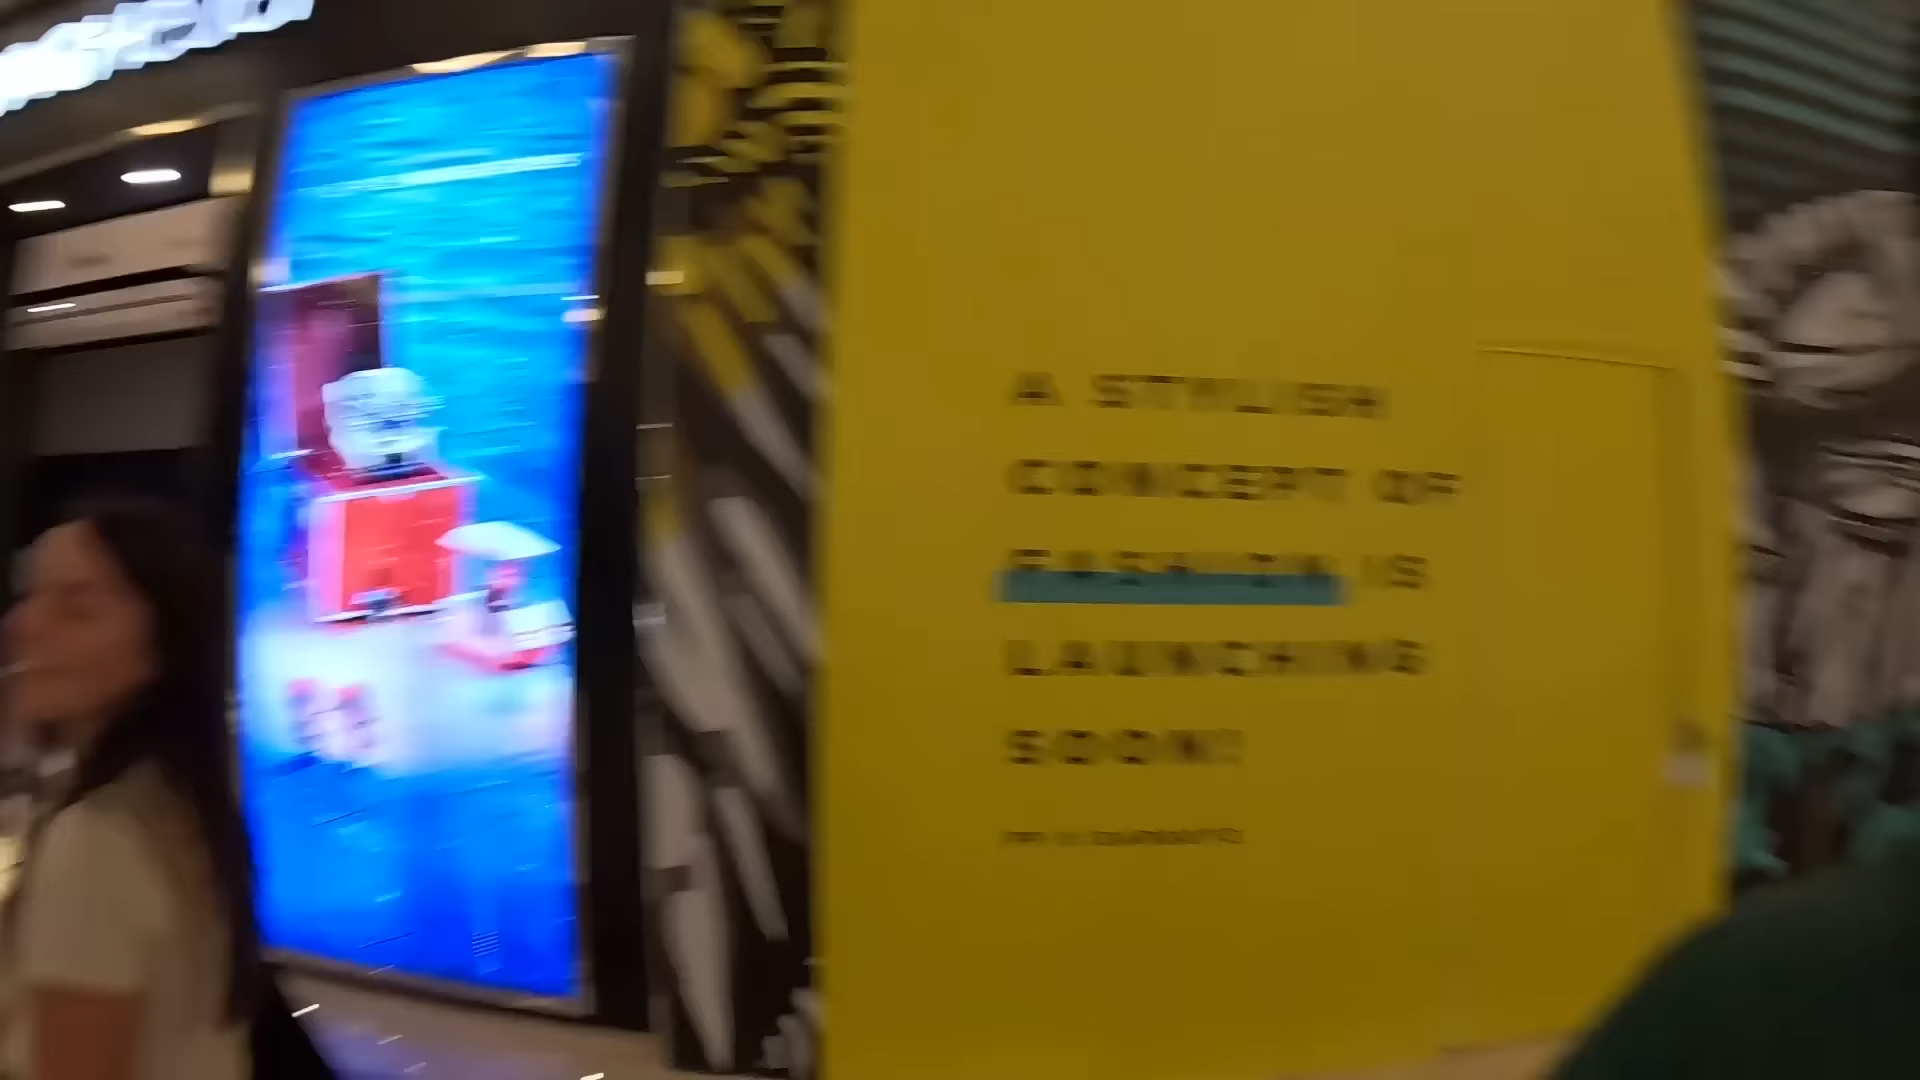 A STYLISH
CONCEPT OF
FASHION IS
LAUNCHING
SOON!